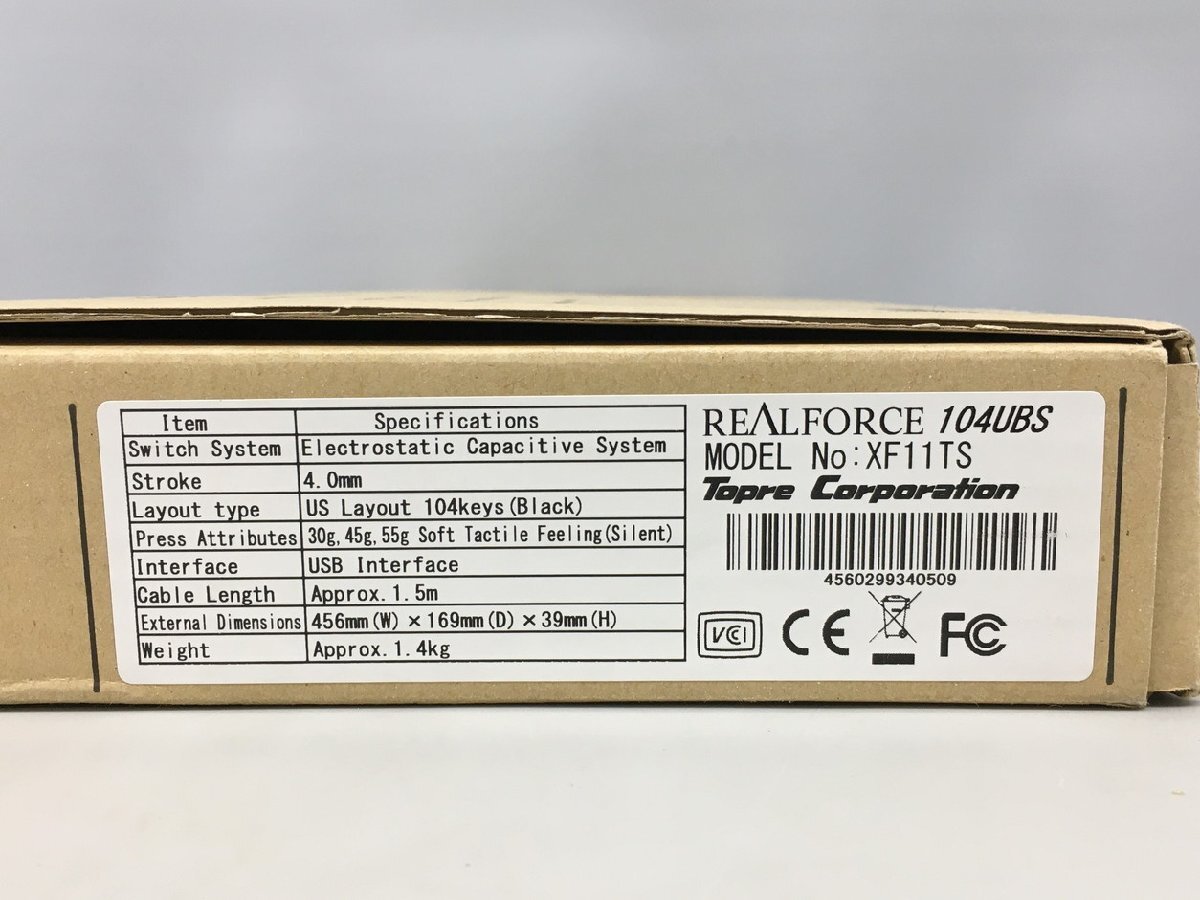 Item Specifications
Switch System Electrostatic Capacitive System
Stroke 4.0mm
Layout type US Layout 104keys(Black)
Press Attributes 30g,45g,55g Soft Tactile Feeling(Silent)
Interface USB Interface
Cable Length Approx.1.5m
External Dimensions 456mm(W)×169mm(D)×39mm(H)
Weight Approx.1.4kg
REALFORCE 104UBS
MODEL No:XF11TS
Topre Corporation
4560299340509
VCCI CE FC